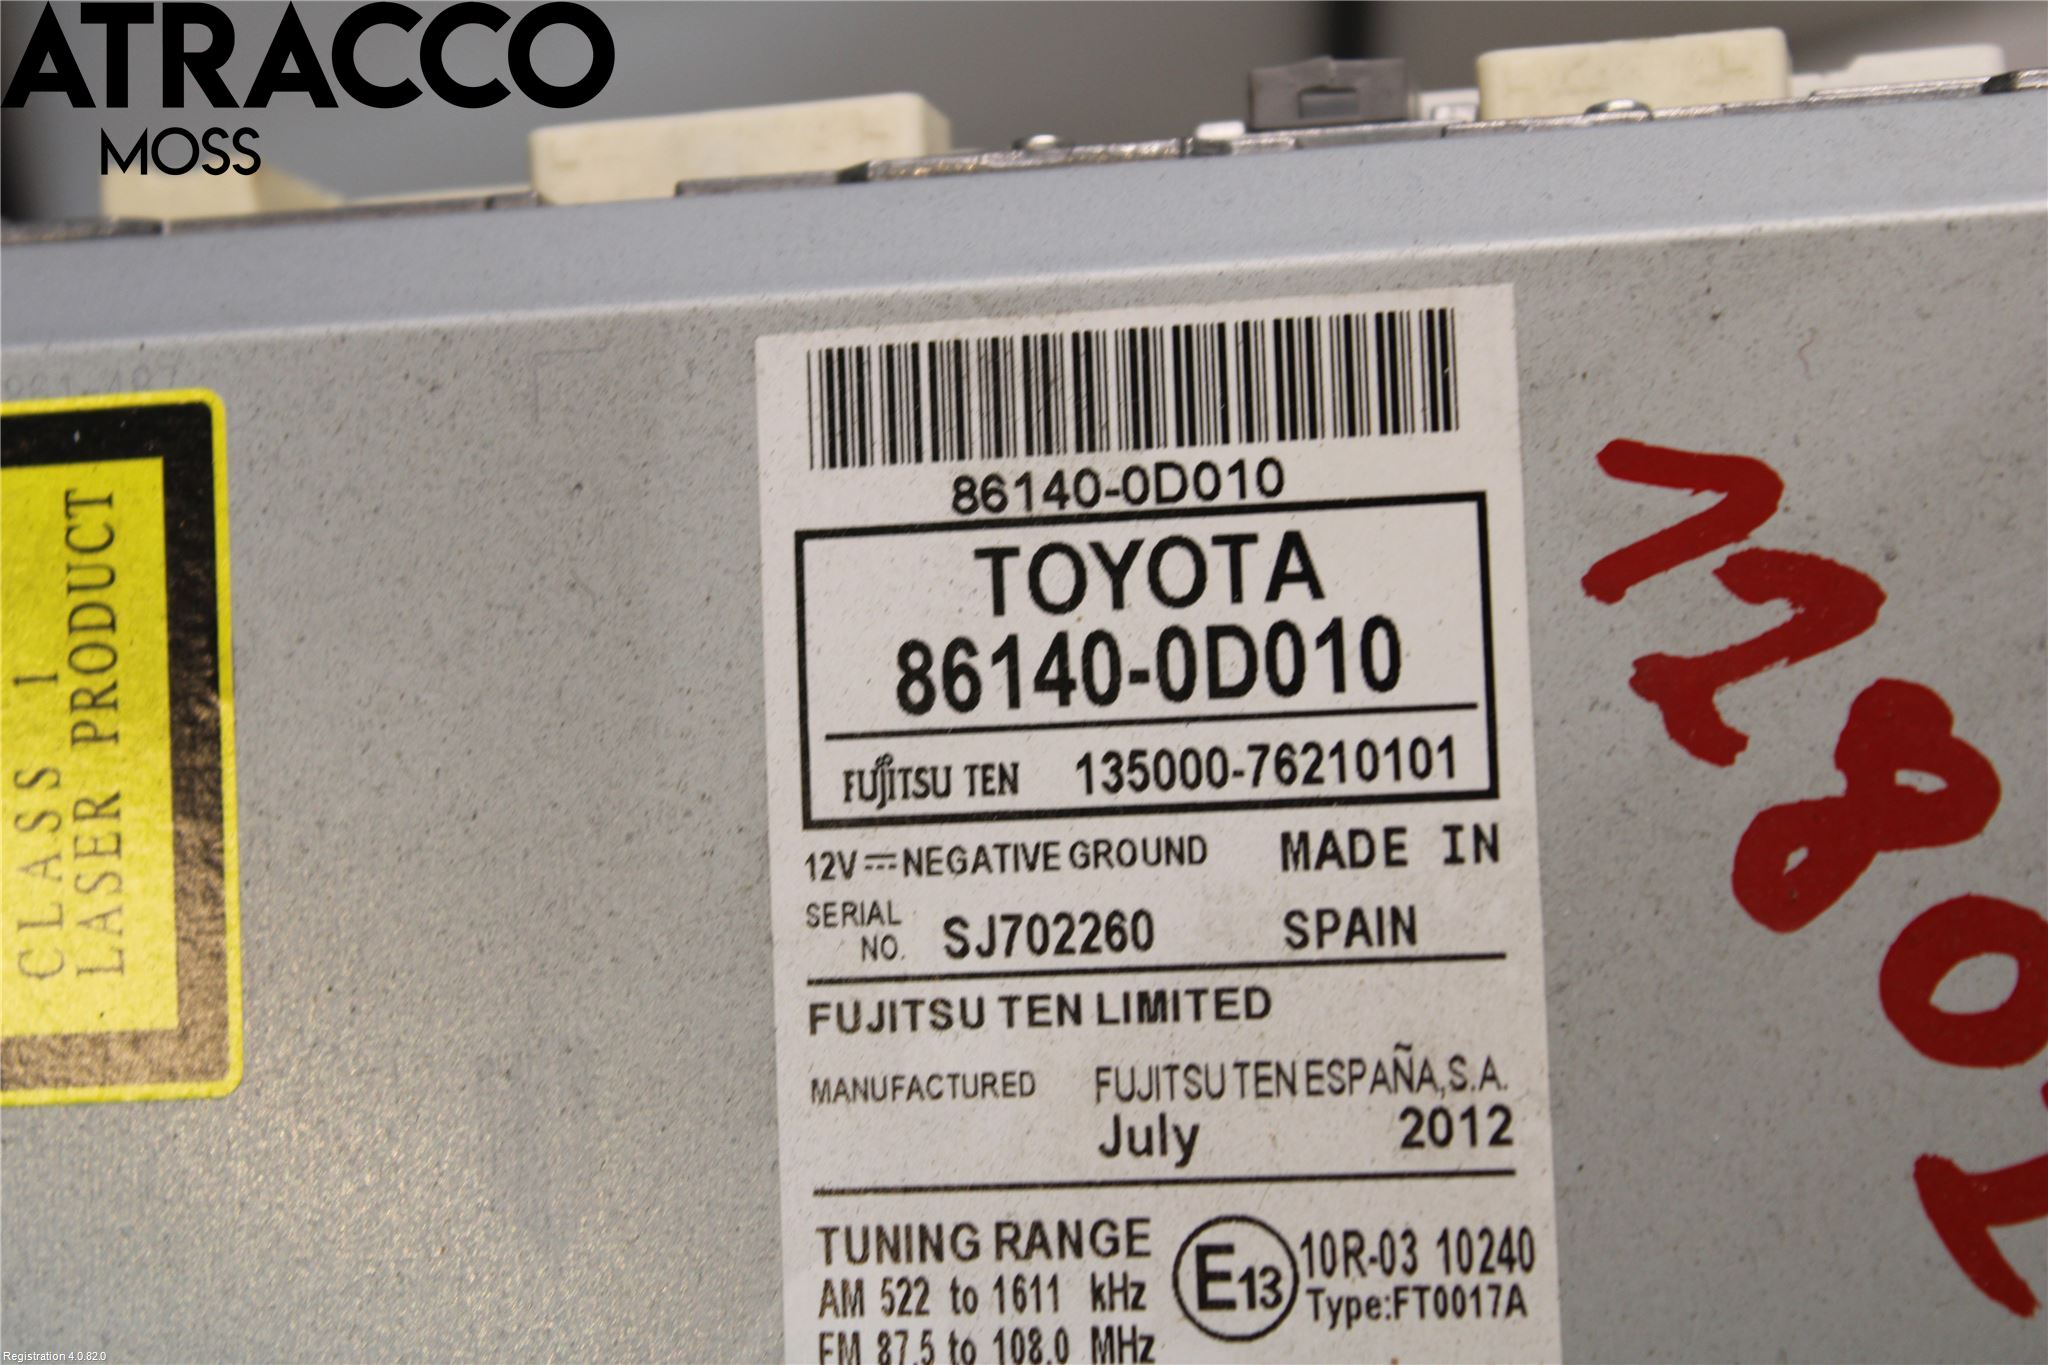 ATRACCO
MOSS
CLASS 1
LASER PRODUCT
86140-0D010
TOYOTA
86140-0D010
FUJITSU TEN 135000-76210101
12V ⎓ NEGATIVE GROUND MADE IN
SERIAL NO. SJ702260 SPAIN
FUJITSU TEN LIMITED
MANUFACTURED FUJITSU TEN ESPAÑA,S.A.
July 2012
TUNING RANGE
AM 522 to 1611 kHz
FM 87.5 to 108.0 MHz
E13
10R-03 10240
Type:FT0017A
Registration 4.0.82.0